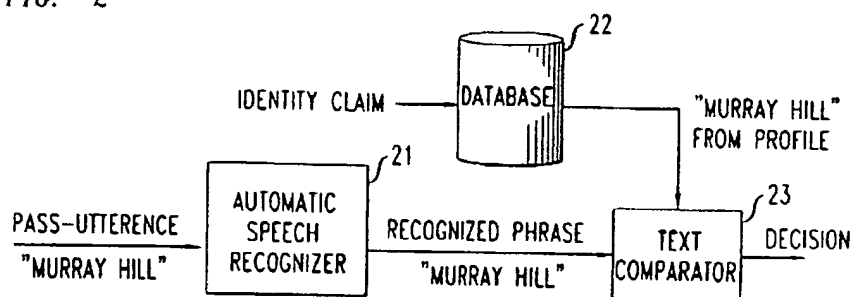 FIG. 2
22
IDENTITY CLAIM
DATABASE
"MURRAY HILL"
FROM PROFILE
21
23
PASS-UTTERENCE
"MURRAY HILL"
AUTOMATIC
SPEECH
RECOGNIZER
RECOGNIZED PHRASE
"MURRAY HILL"
TEXT
COMPARATOR
DECISION